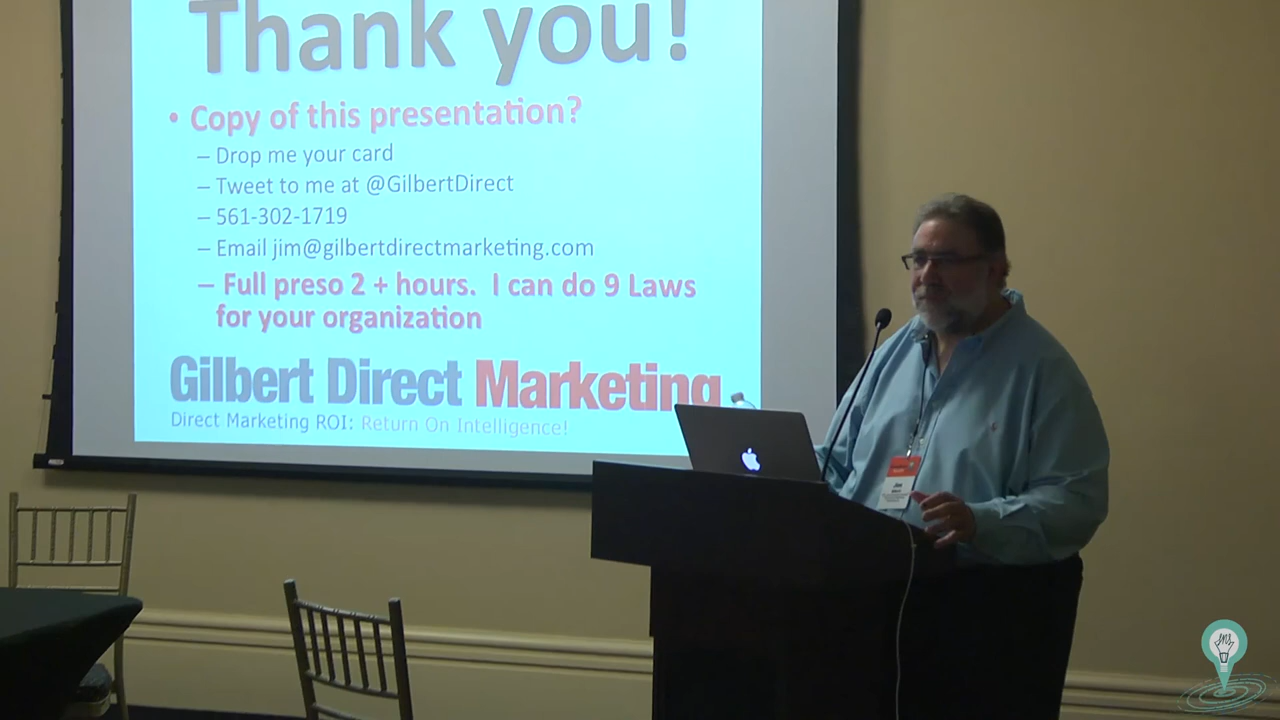 Thank you!
• Copy of this presentation?
– Drop me your card
– Tweet to me at @GilbertDirect
– 561-302-1719
– Email jim@gilbertdirectmarketing.com
– Full preso 2 + hours. I can do 9 Laws
for your organization
Gilbert Direct Marketing
Direct Marketing ROI: Return On Intelligence!
Jim